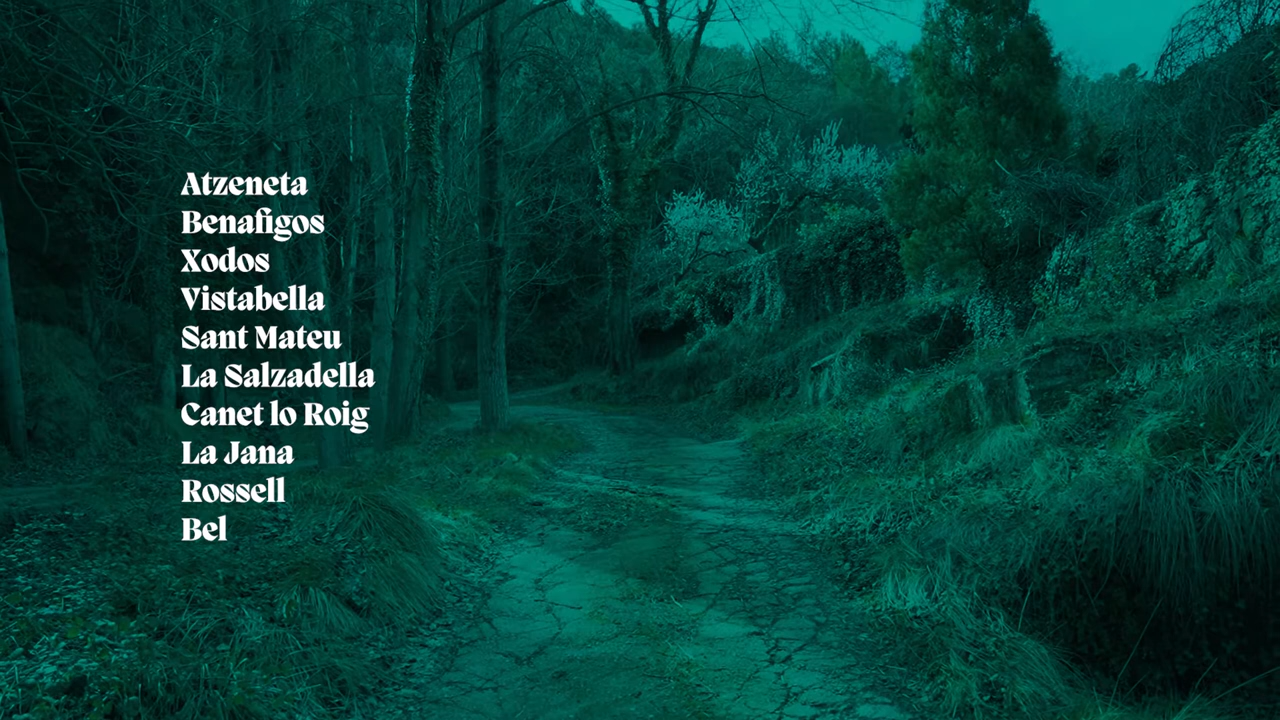 Atzeneta
Benafigos
Xodos
Vistabella
Sant Mateu
La Salzadella
Canet lo Roig
La Jana
Rossell
Bel